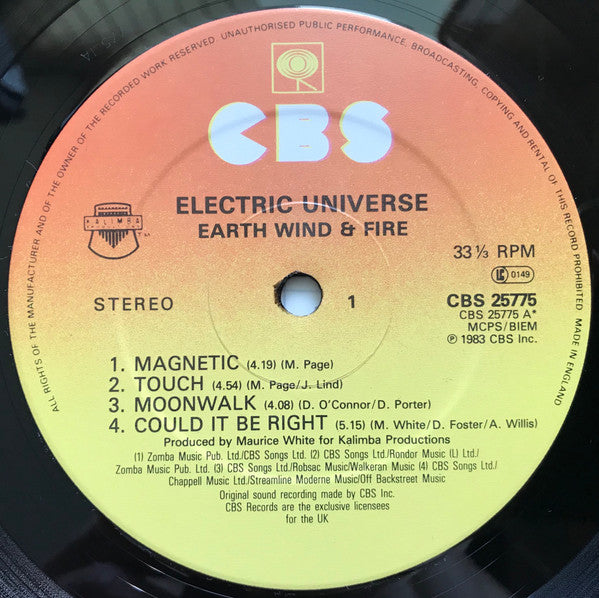 ALL RIGHTS OF THE MANUFACTURER AND OF THE OWNER OF THE RECORDED WORK RESERVED. UNAUTHORISED PUBLIC PERFORMANCE, BROADCASTING, COPYING AND RENTAL OF THIS RECORD PROHIBITED. MADE IN ENGLAND
CBS
ELECTRIC UNIVERSE
EARTH WIND & FIRE
KALIMBA
TM
33 1/3 RPM
LC 0149
STEREO
1
CBS 25775
CBS 25775 A*
MCPS/BIEM
℗ 1983 CBS Inc.
1. MAGNETIC (4.19) (M. Page)
2. TOUCH (4.54) (M. Page/J. Lind)
3. MOONWALK (4.08) (D. O'Connor/D. Porter)
4. COULD IT BE RIGHT (5.15) (M. White/D. Foster/A. Willis)
Produced by Maurice White for Kalimba Productions
(1) Zomba Music Pub. Ltd./CBS Songs Ltd. (2) CBS Songs Ltd./Rondor Music (L) Ltd./
Zomba Music Pub. Ltd. (3) CBS Songs Ltd./Robsac Music/Walkeran Music (4) CBS Songs Ltd./
Chappell Music Ltd./Streamline Moderne Music/Off Backstreet Music
Original sound recording made by CBS Inc.
CBS Records are the exclusive licensees
for the UK